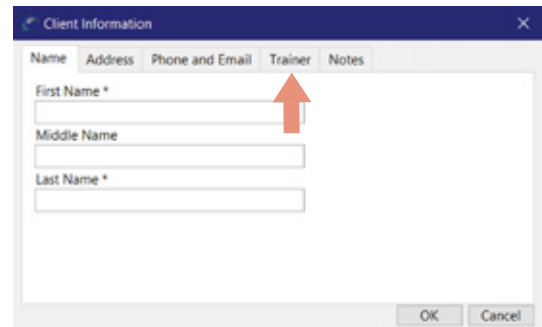 Client Information
Name Address Phone and Email Trainer Notes
First Name *
Middle Name
Last Name *
OK Cancel